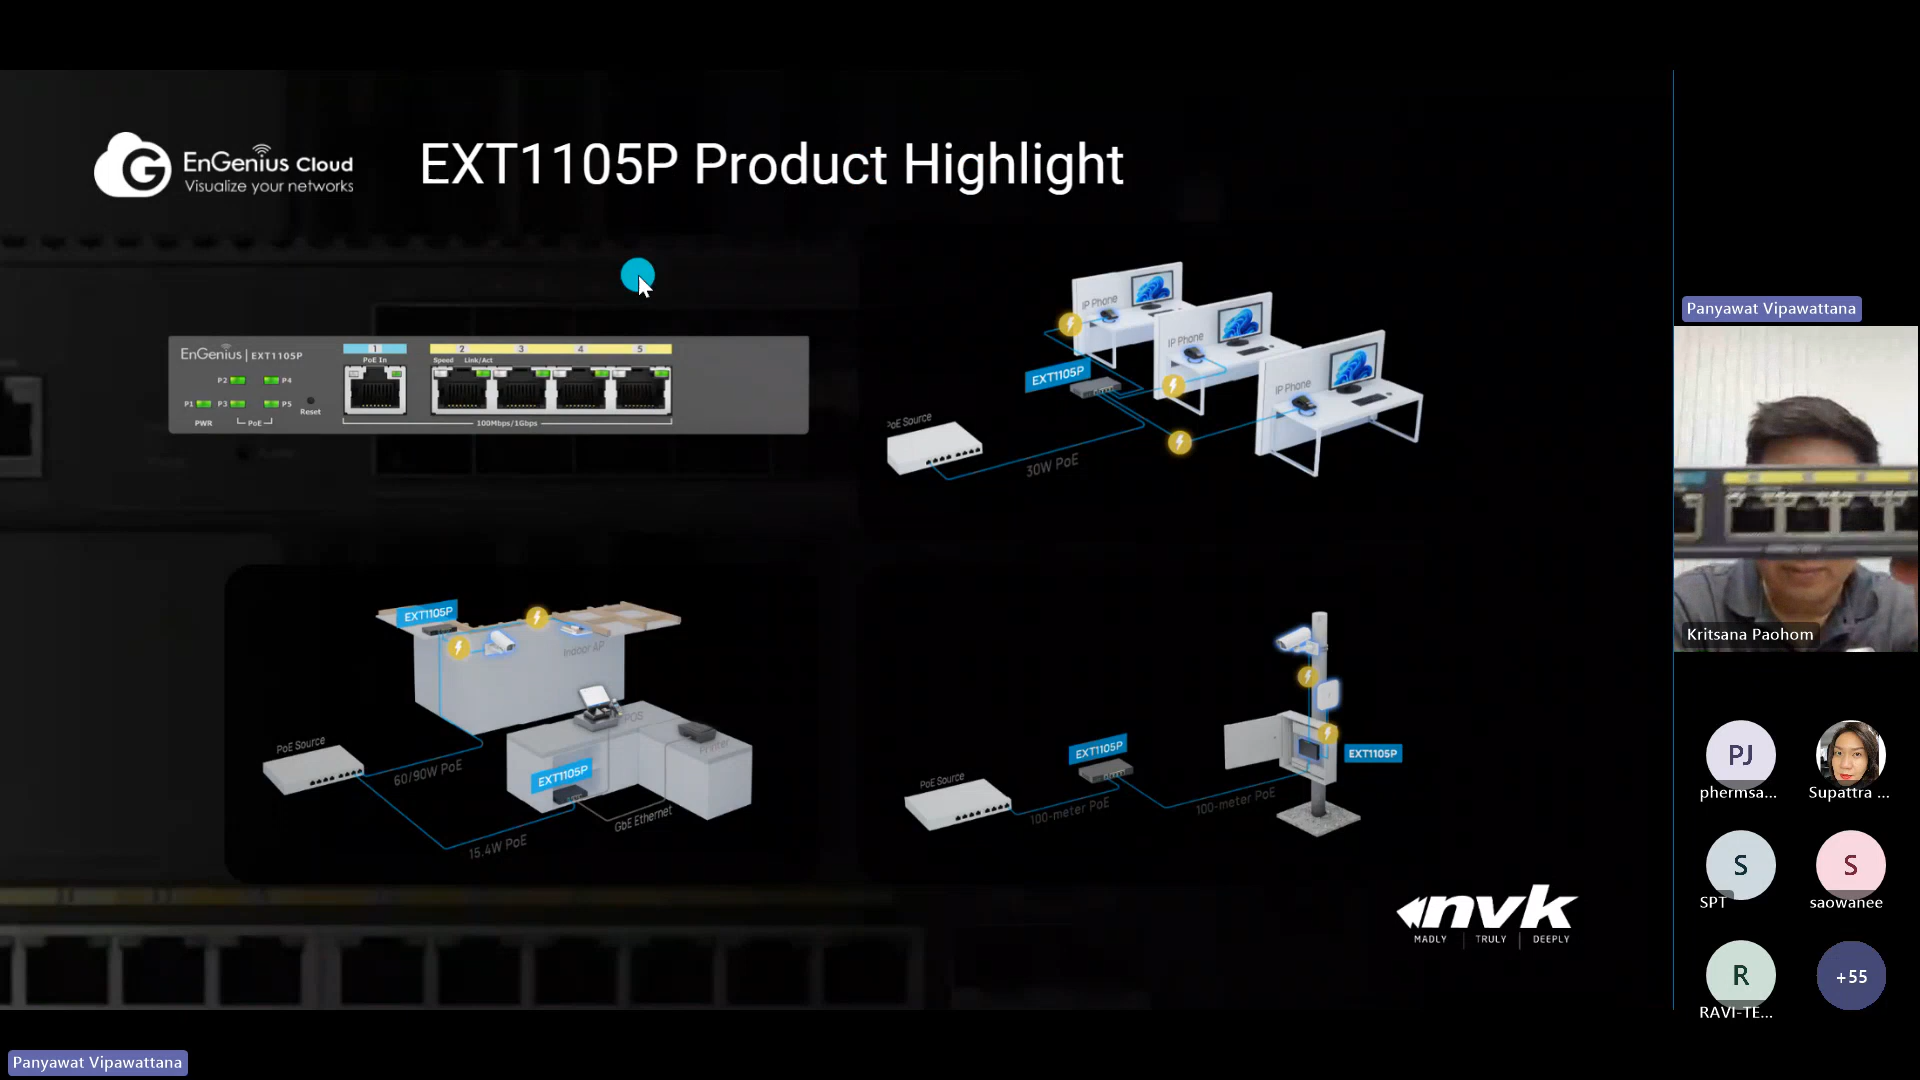 EnGenius Cloud
Visualize your networks
EXT1105P Product Highlight
EnGenius | EXT1105P
P2
P4
P1
P3
P5
PWR
PoE
Reset
1
PoE In
2
3
4
5
Speed
Link/Act
100Mbps/1Gbps
IP Phone
IP Phone
IP Phone
EXT1105P
PoE Source
30W PoE
EXT1105P
Indoor AP
POS
Printer
PoE Source
60/90W PoE
EXT1105P
GbE Ethernet
15.4W PoE
EXT1105P
EXT1105P
PoE Source
100-meter PoE
100-meter PoE
nvk
MADLY | TRULY | DEEPLY
Panyawat Vipawattana
Kritsana Paohom
PJ
phermsa...
Supattra ...
S
SPT
S
saowanee
R
RAVI-TE...
+55
Panyawat Vipawattana